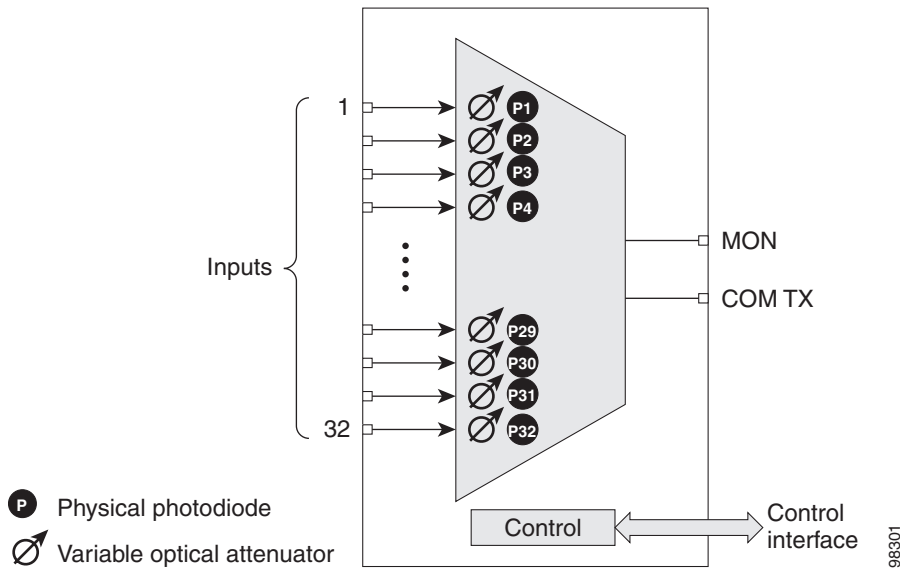 1
P1
P2
P3
P4
MON
Inputs
COM TX
P29
P30
P31
32
P32
P Physical photodiode
Control
Control
interface
Variable optical attenuator
98301